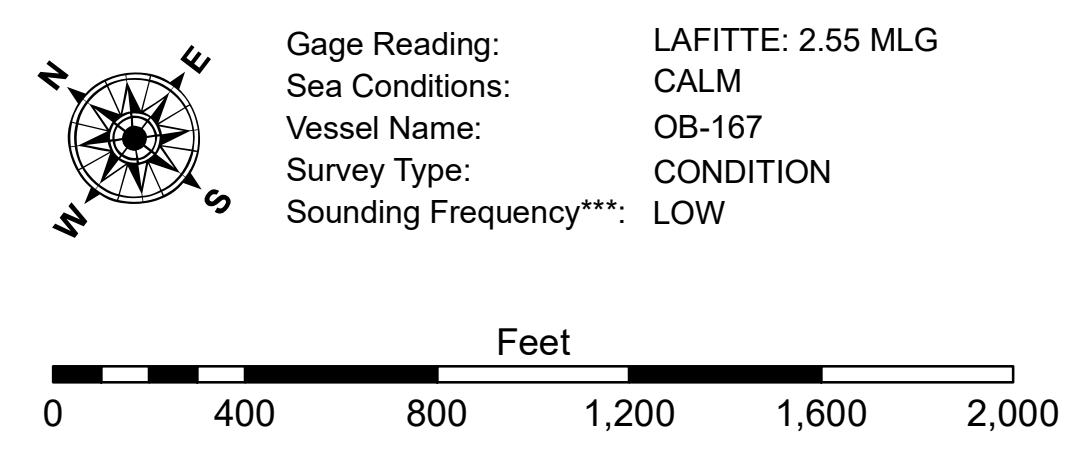 N
E
W
S
Gage Reading: LAFITTE: 2.55 MLG
Sea Conditions: CALM
Vessel Name: OB-167
Survey Type: CONDITION
Sounding Frequency***: LOW
Feet
0 400 800 1,200 1,600 2,000